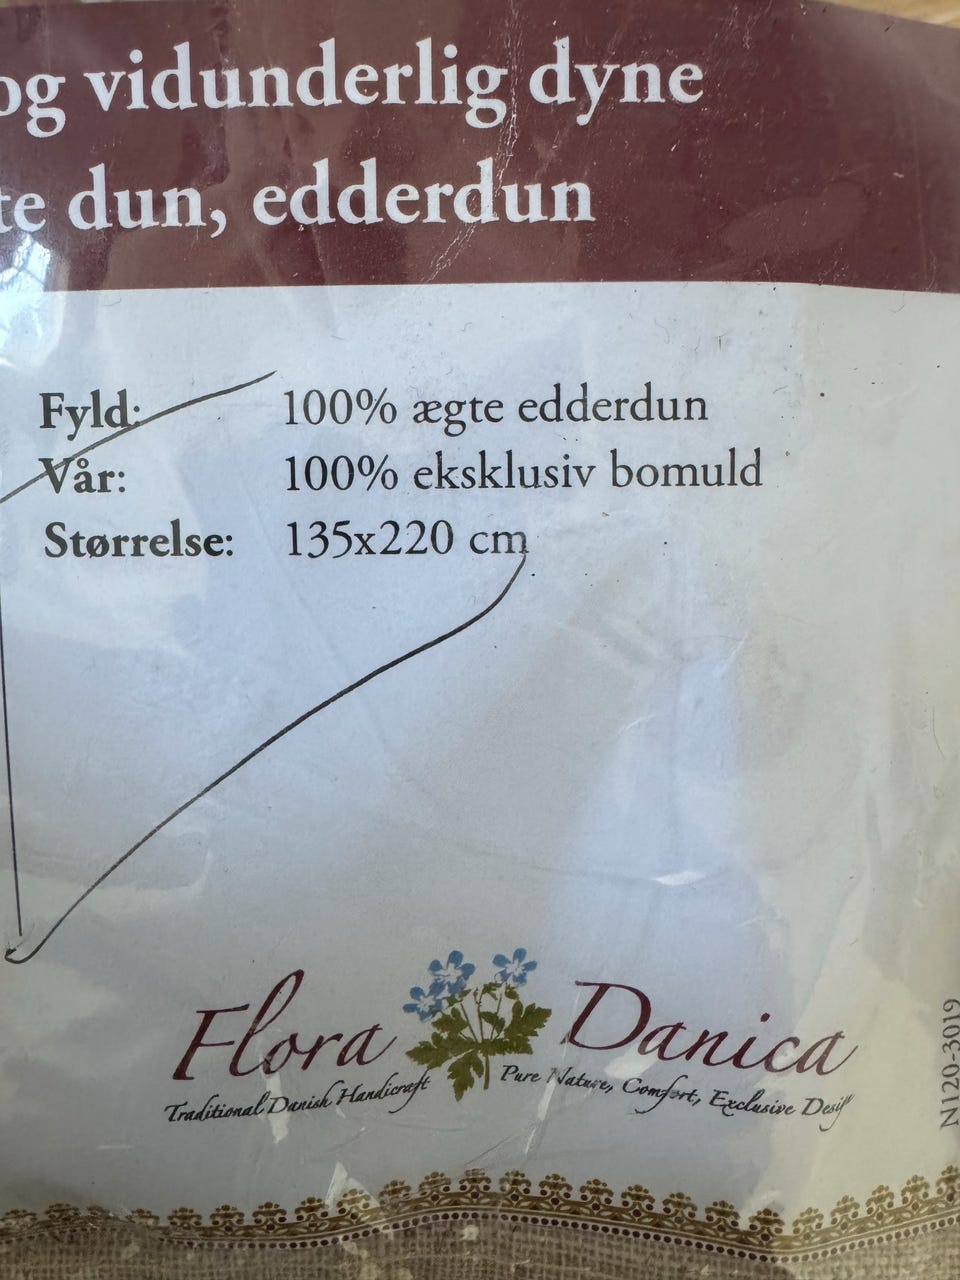 og vidunderlig dyne
te dun, edderdun
Fyld: 100% ægte edderdun
Vår: 100% eksklusiv bomuld
Størrelse: 135x220 cm
Flora Danica
Traditional Danish Handicraft Pure Nature, Comfort, Exclusive Design
N120-3019